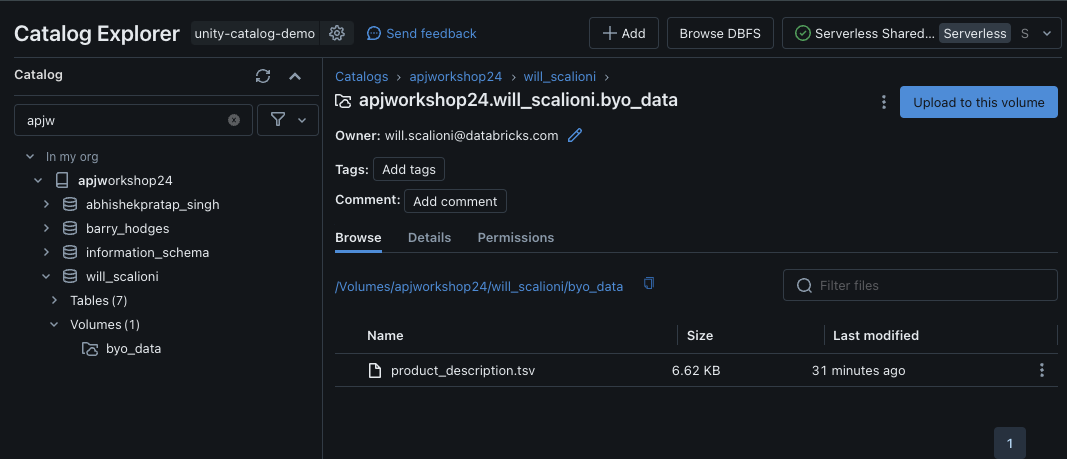 Catalog Explorer unity-catalog-demo Send feedback Add Browse DBFS Serverless Shared... Serverless S
Catalog
apjw
In my org
apjworkshop24
abhishekpratap_singh
barry_hodges
information_schema
will_scalioni
Tables (7)
Volumes (1)
byo_data
Catalogs > apjworkshop24 > will_scalioni >
apjworkshop24.will_scalioni.byo_data
Upload to this volume
Owner: will.scalioni@databricks.com
Tags: Add tags
Comment: Add comment
Browse Details Permissions
/Volumes/apjworkshop24/will_scalioni/byo_data
Filter files
Name Size Last modified
product_description.tsv 6.62 KB 31 minutes ago
1